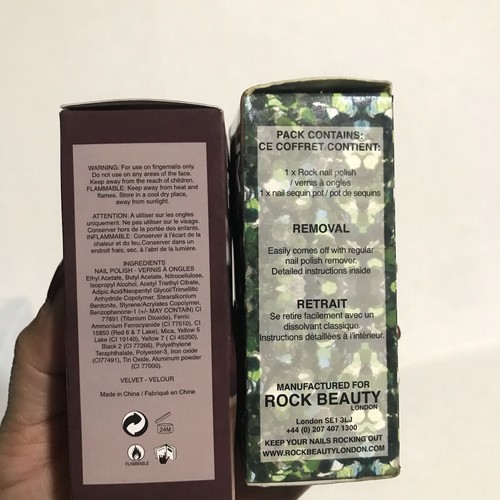 WARNING: For use on fingernails only.
Do not use on any areas of the face.
Keep away from the reach of children.
FLAMMABLE: Keep away from heat and
flames. Store in a cool dry place,
away from sunlight.
ATTENTION: A utiliser sur les ongles
uniquement. Ne pas utiliser sur le visage.
Conserver hors de la portée des enfants.
INFLAMMABLE: Conserver à l'écart de la
chaleur et du feu.Conserver dans un
endroit frais, sec, à l'abri de la lumière.
INGREDIENTS
NAIL POLISH - VERNIS À ONGLES
Ethyl Acetate, Butyl Acetate, Nitrocellulose,
Isopropyl Alcohol, Acetyl Triethyl Citrate,
Adipic Acid/Neopentyl Glycol/Trimellitic
Anhydride Copolymer, Stearalkonium
Bentonite, Styrene/Acrylates Copolymer,
Benzophenone-1 (+/- MAY CONTAIN) CI
77891 (Titanium Dioxide), Ferric
Ammonium Ferrocyanide (CI 77510), CI
15850 (Red 6 & 7 Lake), Mica, Yellow 5
Lake (CI 19140), Yellow 7 ( CI 45350),
Black 2 (CI 77266), Polyethylene
Teraphthalate, Polyester-3, Iron oxide
(CI77491), Tin Oxide, Aluminum powder
(CI 77000).
VELVET - VELOUR
Made in China / Fabriqué en Chine
24M
FLAMMABLE
PACK CONTAINS:
CE COFFRET CONTIENT:
1 x Rock nail polish
/ vernis à ongles
1 x nail sequin pot / pot de sequins
REMOVAL
Easily comes off with regular
nail polish remover.
Detailed instructions inside
RETRAIT
Se retire facilement avec un
dissolvant classique.
Instructions détaillées à l'intérieur.
MANUFACTURED FOR
ROCK BEAUTY
LONDON
London SE1 3LJ
+44 (0) 207 407 1300
KEEP YOUR NAILS ROCKING OUT
WWW.ROCKBEAUTYLONDON.COM